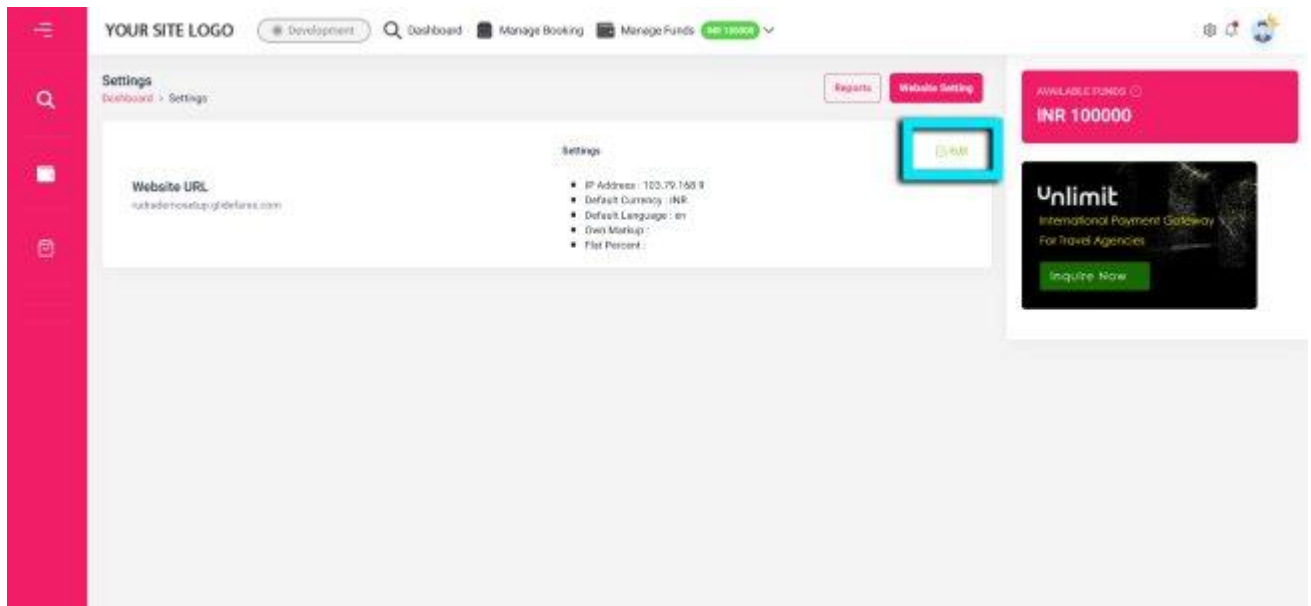 YOUR SITE LOGO
Development
Dashboard
Manage Booking
Manage Funds
INR 100000
Settings
Dashboard > Settings
Reports
Website Setting
AVAILABLE FUNDS
INR 100000
Website URL
Settings
Edit
IP Address : 103.79.168.9
Default Currency : INR
Default Language : en
Own Markup :
Flat Percent :
Unlimit
International Payment Gateway
For Travel Agencies
Inquire Now